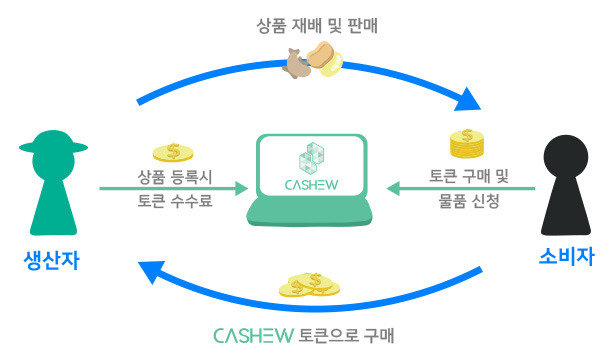 상품 재배 및 판매
상품 등록시
토큰 수수료
CASHEW
토큰 구매 및
물품 신청
생산자
소비자
CASHEW 토큰으로 구매